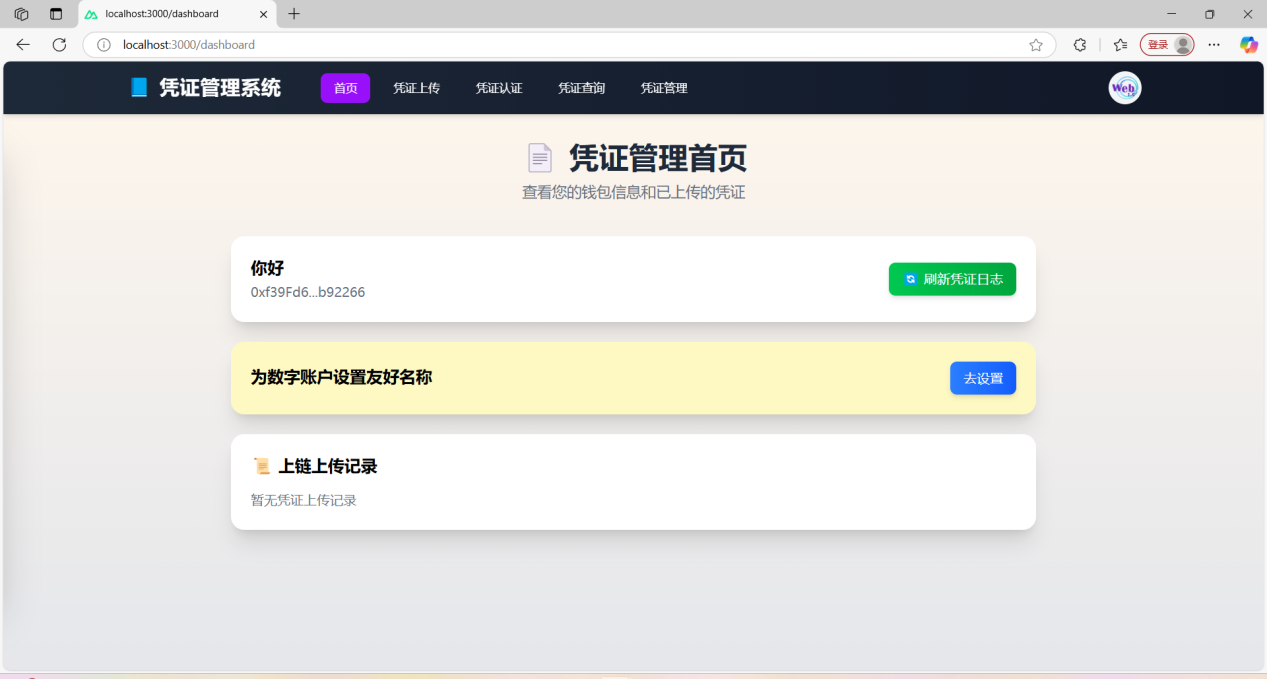 localhost:3000/dashboard
localhost:3000/dashboard
登录
凭证管理系统
首页
凭证上传
凭证认证
凭证查询
凭证管理
Web
凭证管理首页
查看您的钱包信息和已上传的凭证
你好
0xf39Fd6...b92266
刷新凭证日志
为数字账户设置友好名称
去设置
上链上传记录
暂无凭证上传记录